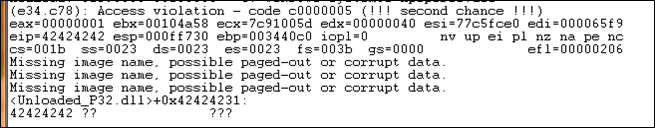 (e34.c78): Access violation - code c0000005 (!!! second chance !!!)
eax=00000001 ebx=00104a58 ecx=7c91005d edx=00000040 esi=77c5fce0 edi=000065f9
eip=42424242 esp=000ff730 ebp=003440c0 iopl=0 nv up ei pl nz na pe nc
cs=001b ss=0023 ds=0023 es=0023 fs=003b gs=0000 efl=00000206
Missing image name, possible paged-out or corrupt data.
Missing image name, possible paged-out or corrupt data.
Missing image name, possible paged-out or corrupt data.
<Unloaded_P32.dll>+0x42424231:
42424242 ?? ???